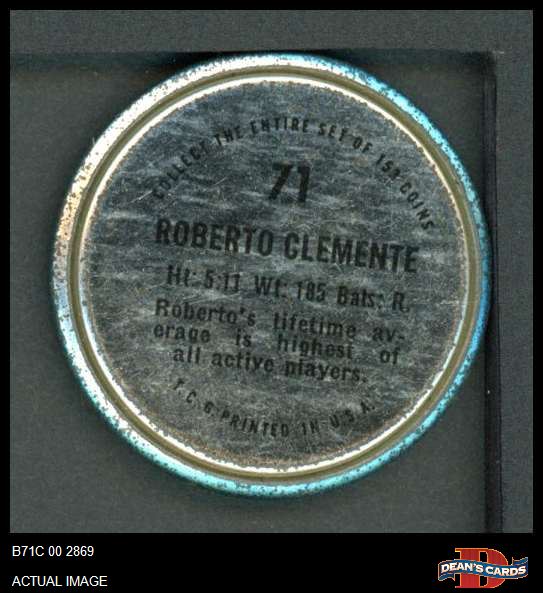 COLLECT THE ENTIRE SET OF 153 COINS
71
ROBERTO CLEMENTE
Ht: 5:11 Wt: 185 Bats: R.
Roberto's lifetime av-
erage is highest of
all active players.
T.C.G. PRINTED IN U.S.A.
B71C 00 2869
ACTUAL IMAGE
D
DEAN'S CARDS